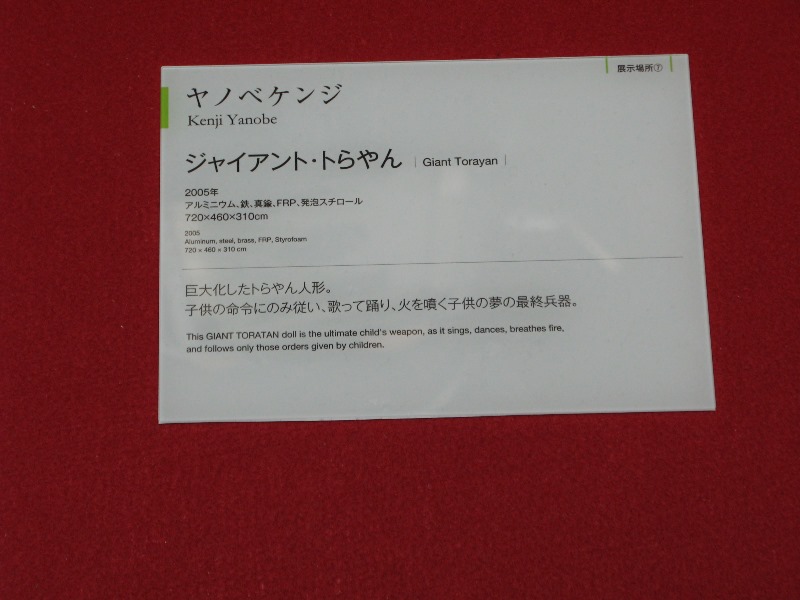 展示場所⑦
ヤノベケンジ
Kenji Yanobe
ジャイアント・トらやん | Giant Torayan |
2005年
アルミニウム、鉄、真鍮、FRP、発泡スチロール
720×460×310cm
2005
Aluminum, steel, brass, FRP, Styrofoam
720 × 460 × 310 cm
巨大化したトらやん人形。
子供の命令にのみ従い、歌って踊り、火を噴く子供の夢の最終兵器。
This GIANT TORATAN doll is the ultimate child's weapon, as it sings, dances, breathes fire,
and follows only those orders given by children.